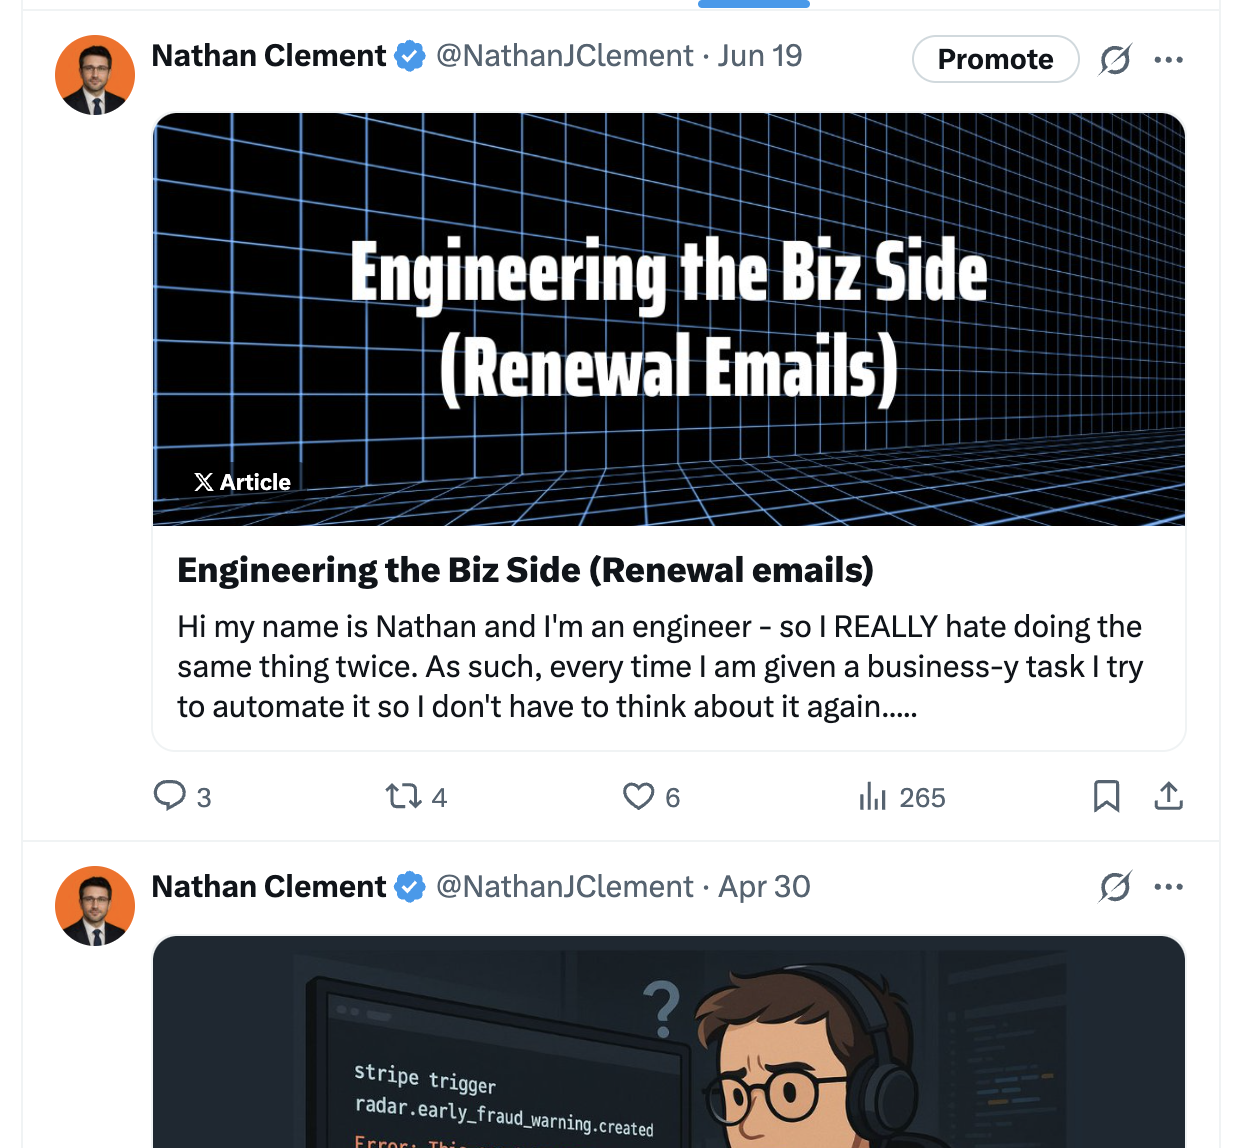 Nathan Clement @NathanJClement · Jun 19
Promote
Engineering the Biz Side
(Renewal Emails)
X Article
Engineering the Biz Side (Renewal emails)
Hi my name is Nathan and I'm an engineer - so I REALLY hate doing the
same thing twice. As such, every time I am given a business-y task I try
to automate it so I don't have to think about it again.....
3 4 6 265
Nathan Clement @NathanJClement · Apr 30
?
stripe trigger
radar.early_fraud_warning.created
Error: